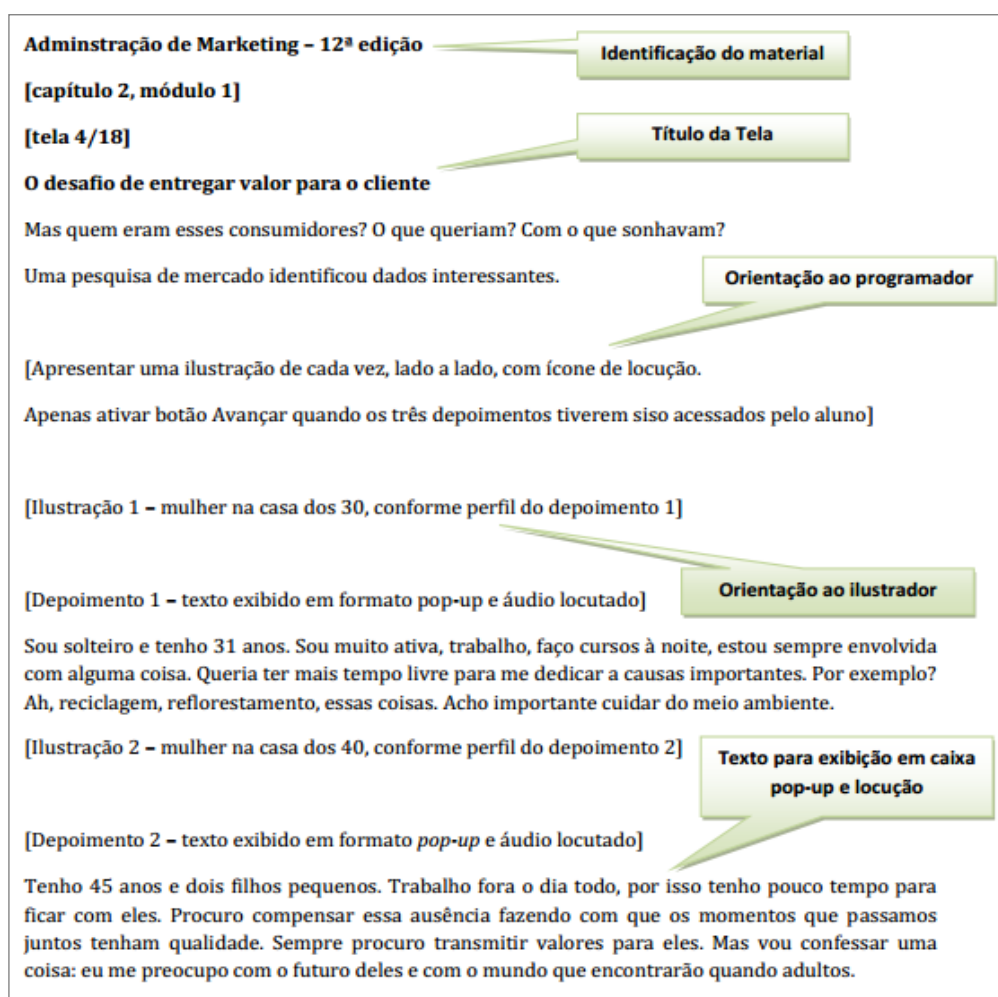 Adminstração de Marketing – 12ª edição
Identificação do material
[capítulo 2, módulo 1]
[tela 4/18]
Título da Tela
O desafio de entregar valor para o cliente
Mas quem eram esses consumidores? O que queriam? Com o que sonhavam?
Uma pesquisa de mercado identificou dados interessantes.
Orientação ao programador
[Apresentar uma ilustração de cada vez, lado a lado, com ícone de locução.
Apenas ativar botão Avançar quando os três depoimentos tiverem siso acessados pelo aluno]
[Ilustração 1 – mulher na casa dos 30, conforme perfil do depoimento 1]
Orientação ao ilustrador
[Depoimento 1 – texto exibido em formato pop-up e áudio locutado]
Sou solteiro e tenho 31 anos. Sou muito ativa, trabalho, faço cursos à noite, estou sempre envolvida
com alguma coisa. Queria ter mais tempo livre para me dedicar a causas importantes. Por exemplo?
Ah, reciclagem, reflorestamento, essas coisas. Acho importante cuidar do meio ambiente.
[Ilustração 2 – mulher na casa dos 40, conforme perfil do depoimento 2]
Texto para exibição em caixa
pop-up e locução
[Depoimento 2 – texto exibido em formato pop-up e áudio locutado]
Tenho 45 anos e dois filhos pequenos. Trabalho fora o dia todo, por isso tenho pouco tempo para
ficar com eles. Procuro compensar essa ausência fazendo com que os momentos que passamos
juntos tenham qualidade. Sempre procuro transmitir valores para eles. Mas vou confessar uma
coisa: eu me preocupo com o futuro deles e com o mundo que encontrarão quando adultos.